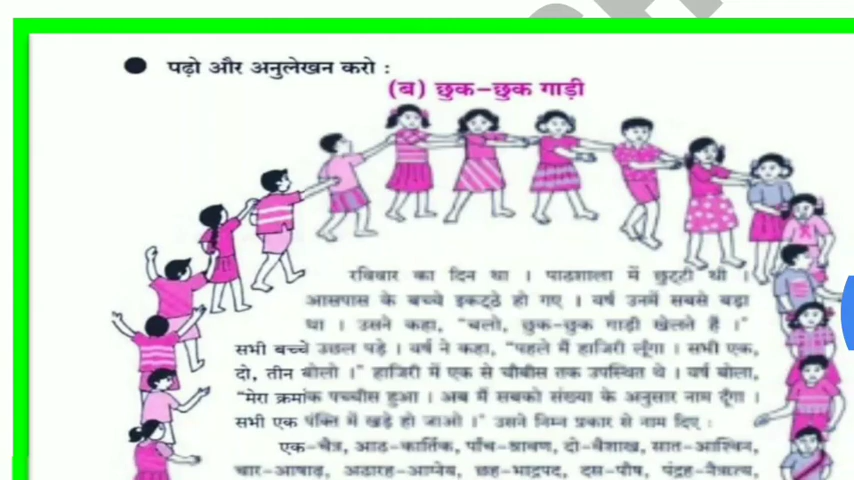 पढ़ो और अनुलेखन करो :
(ब) छुक-छुक गाड़ी
रविवार का दिन था । पाठशाला में छुट्टी थी ।
आसपास के बच्चे इकट्ठे हो गए । वर्ष उनमें सबसे बड़ा
था । उसने कहा, “चलो, छुक-छुक गाड़ी खेलते हैं ।”
सभी बच्चे उछल पड़े । वर्ष ने कहा, “पहले मैं हाजिरी लूँगा । सभी एक,
दो, तीन बोलो ।” हाजिरी में एक से चौबीस तक उपस्थित थे । वर्ष बोला,
“मेरा क्रमांक पच्चीस हुआ । अब मैं सबको संख्या के अनुसार नाम दूँगा ।
सभी एक पंक्ति में खड़े हो जाओ ।” उसने निम्न प्रकार से नाम दिए :
एक-चैत्र, आठ-कार्तिक, पाँच-श्रावण, दो-वैशाख, सात-आश्विन,
चार-आषाढ़, अठारह-आग्नेय, छह-भाद्रपद, दस-पौष, पंद्रह-नैऋत्य,